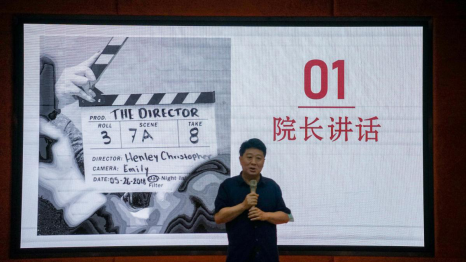 01
院长讲话
PROD. THE DIRECTOR
ROLL SCENE TAKE
3 7A 8
DIRECTOR: Henley Christopher
CAMERA: Emily
DATE: 05-26-2018 Night Int
Filter